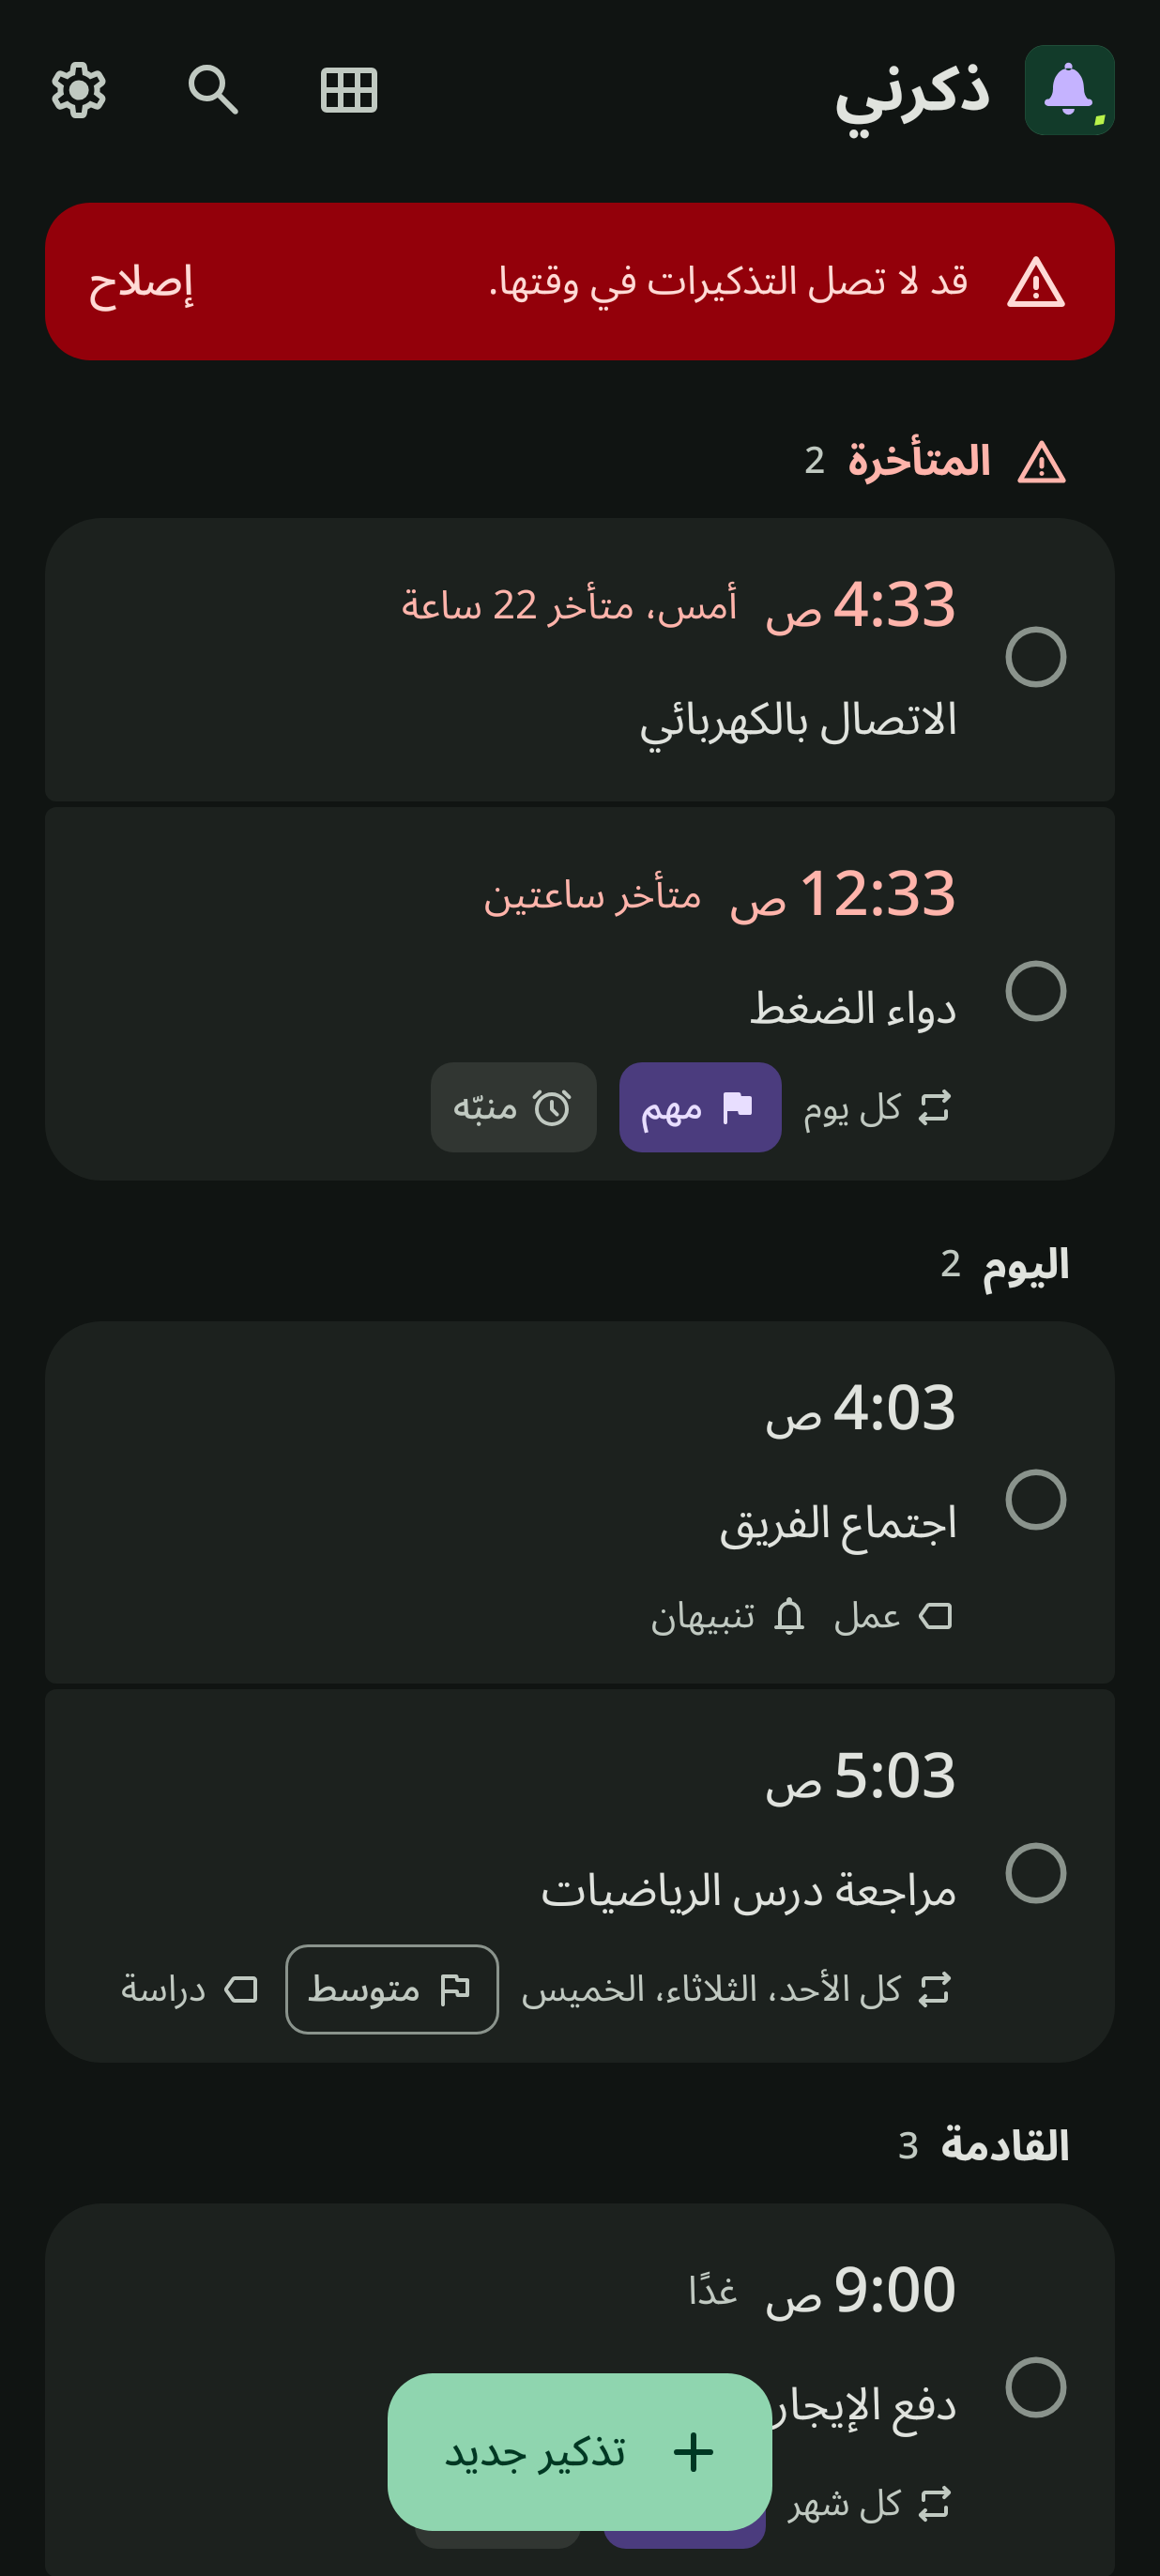 ذكرني
قد لا تصل التذكيرات في وقتها. إصلاح
المتأخرة 2
4:33 ص أمس، متأخر 22 ساعة
الاتصال بالكهربائي
12:33 ص متأخر ساعتين
دواء الضغط
كل يوم مهم منبّه
اليوم 2
4:03 ص
اجتماع الفريق
عمل تنبيهان
5:03 ص
مراجعة درس الرياضيات
كل الأحد، الثلاثاء، الخميس متوسط دراسة
القادمة 3
9:00 ص غدًا
دفع الإيجار
تذكير جديد
كل شهر